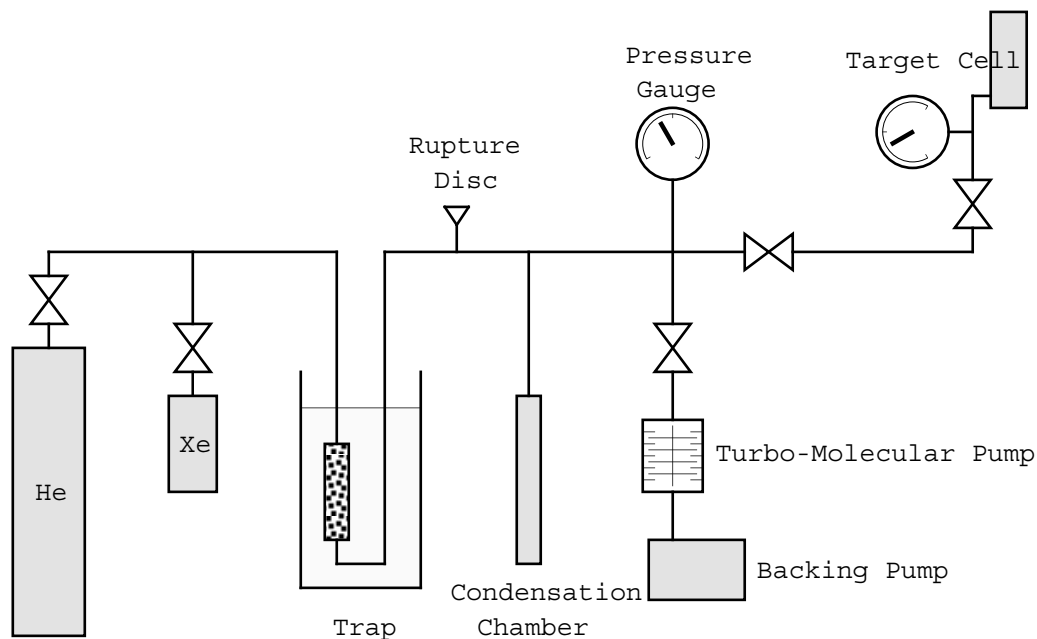 Pressure
Gauge
Target Cell
Rupture
Disc
Xe
He
Turbo-Molecular Pump
Backing Pump
Condensation
Chamber
Trap